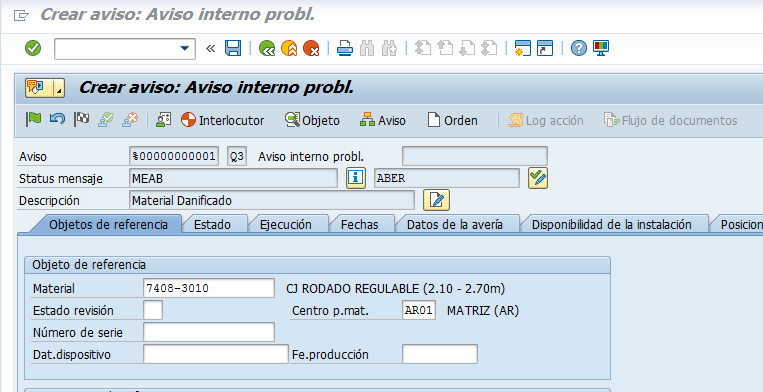 Crear aviso: Aviso interno probl.
Crear aviso: Aviso interno probl.
Interlocutor Objeto Aviso Orden Log acción Flujo de documentos
Aviso %00000000001 Q3 Aviso interno probl.
Status mensaje MEAB ABER
Descripción Material Danificado
Objetos de referencia Estado Ejecución Fechas Datos de la avería Disponibilidad de la instalación Posicion
Objeto de referencia
Material 7408-3010 CJ RODADO REGULABLE (2.10 - 2.70m)
Estado revisión Centro p.mat. AR01 MATRIZ (AR)
Número de serie
Dat.dispositivo Fe.producción